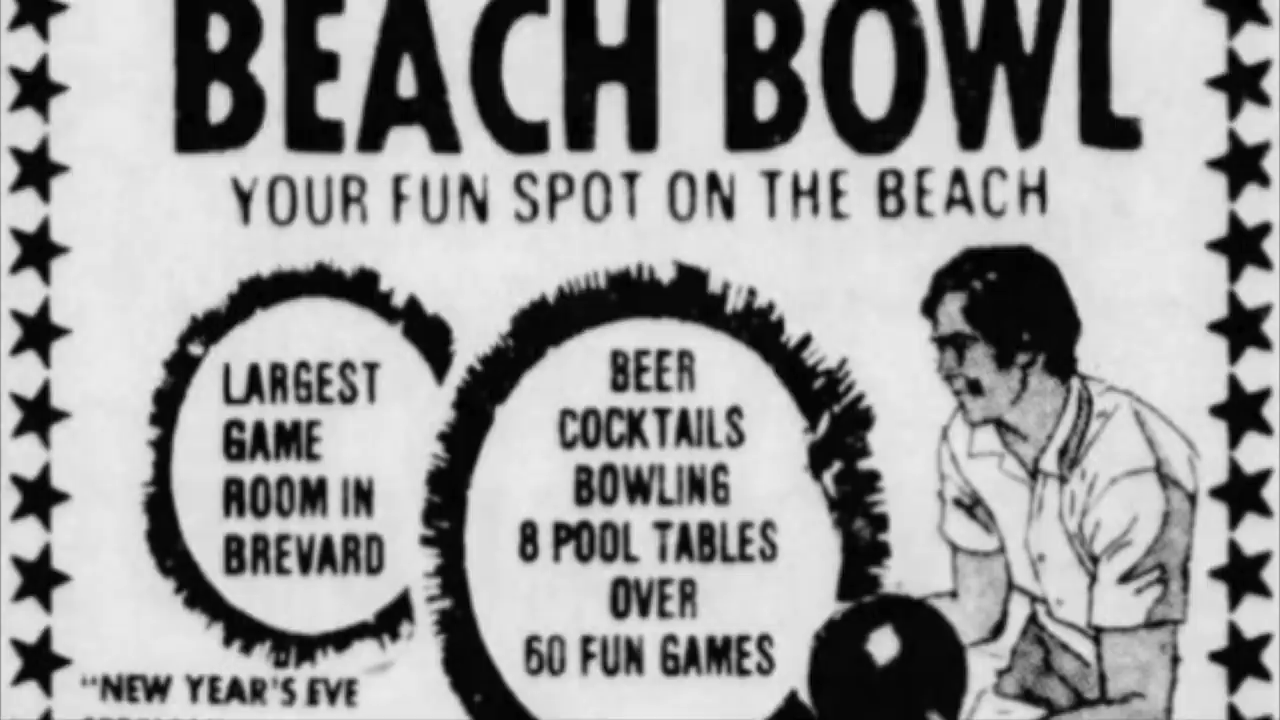 BEACH BOWL
YOUR FUN SPOT ON THE BEACH
LARGEST
GAME
ROOM IN
BREVARD
BEER
COCKTAILS
BOWLING
8 POOL TABLES
OVER
60 FUN GAMES
"NEW YEAR'S EVE